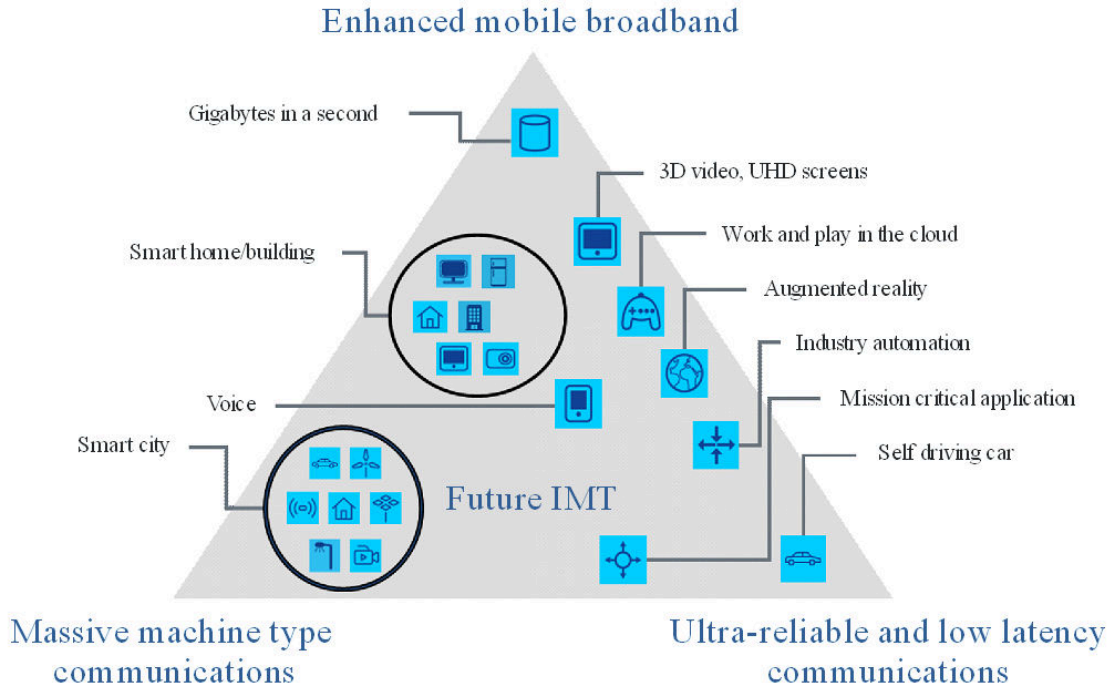 Enhanced mobile broadband
Gigabytes in a second
3D video, UHD screens
Smart home/building
Work and play in the cloud
Augmented reality
Industry automation
Voice
Mission critical application
Smart city
Self driving car
Future IMT
Massive machine type
communications
Ultra-reliable and low latency
communications